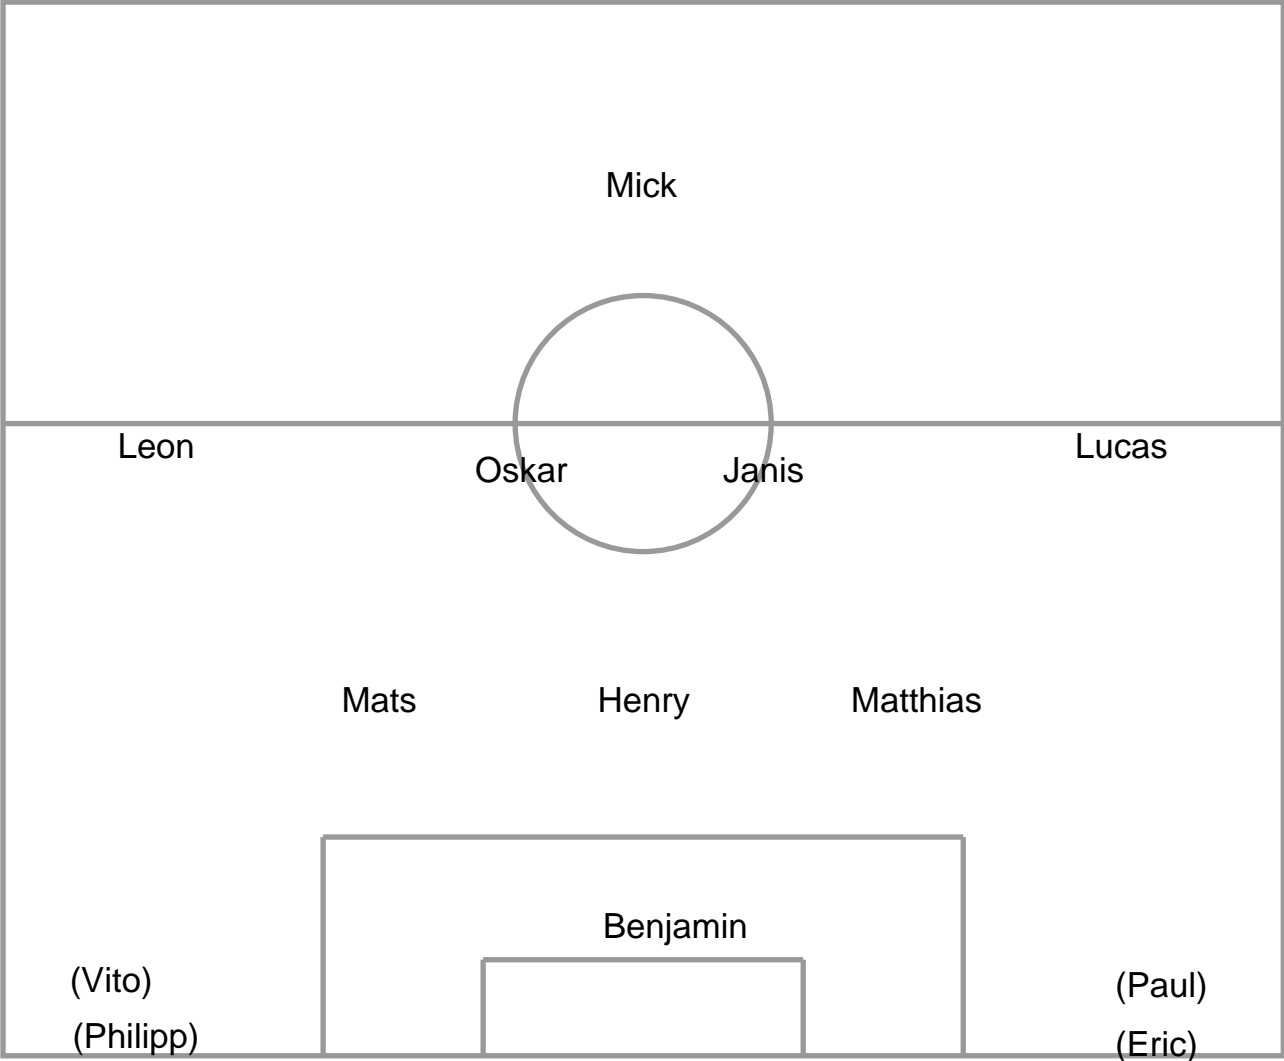 Mick
Leon
Lucas
Oskar
Janis
Mats
Henry
Matthias
Benjamin
(Vito)
(Paul)
(Philipp)
(Eric)